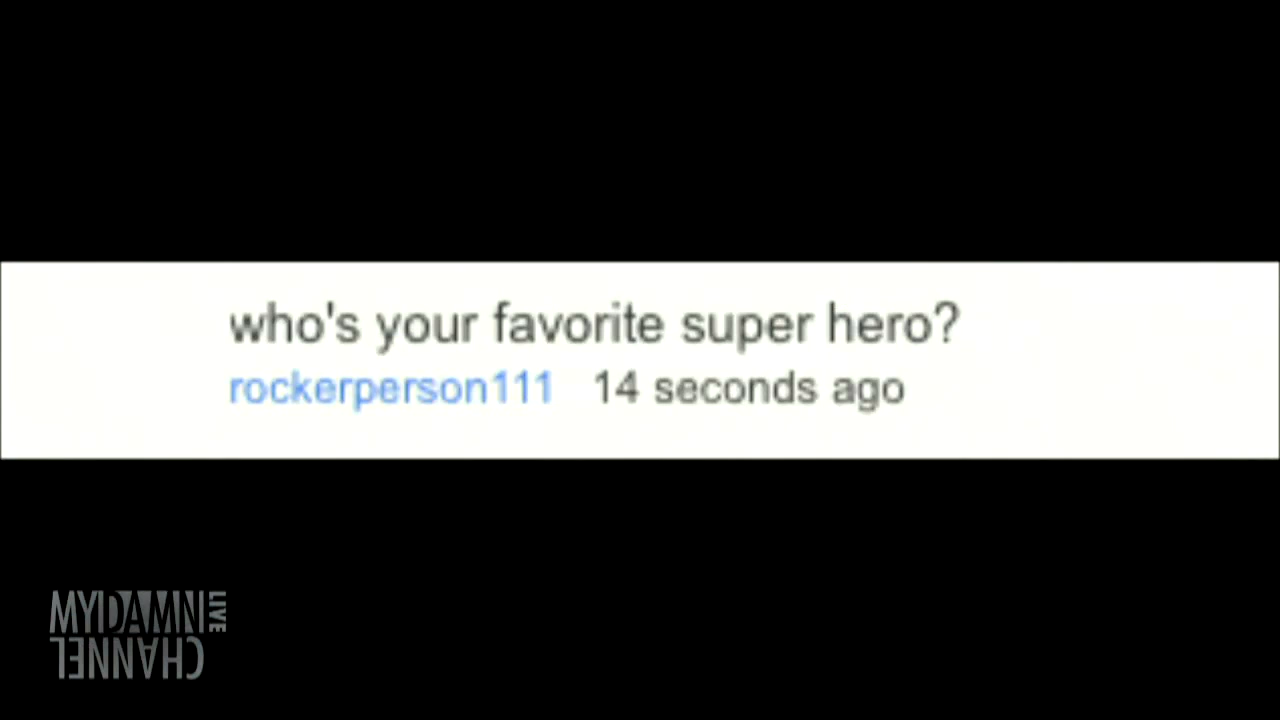 who's your favorite super hero?
rockerperson111 14 seconds ago
MYDAMN LIVE
CHANNEL